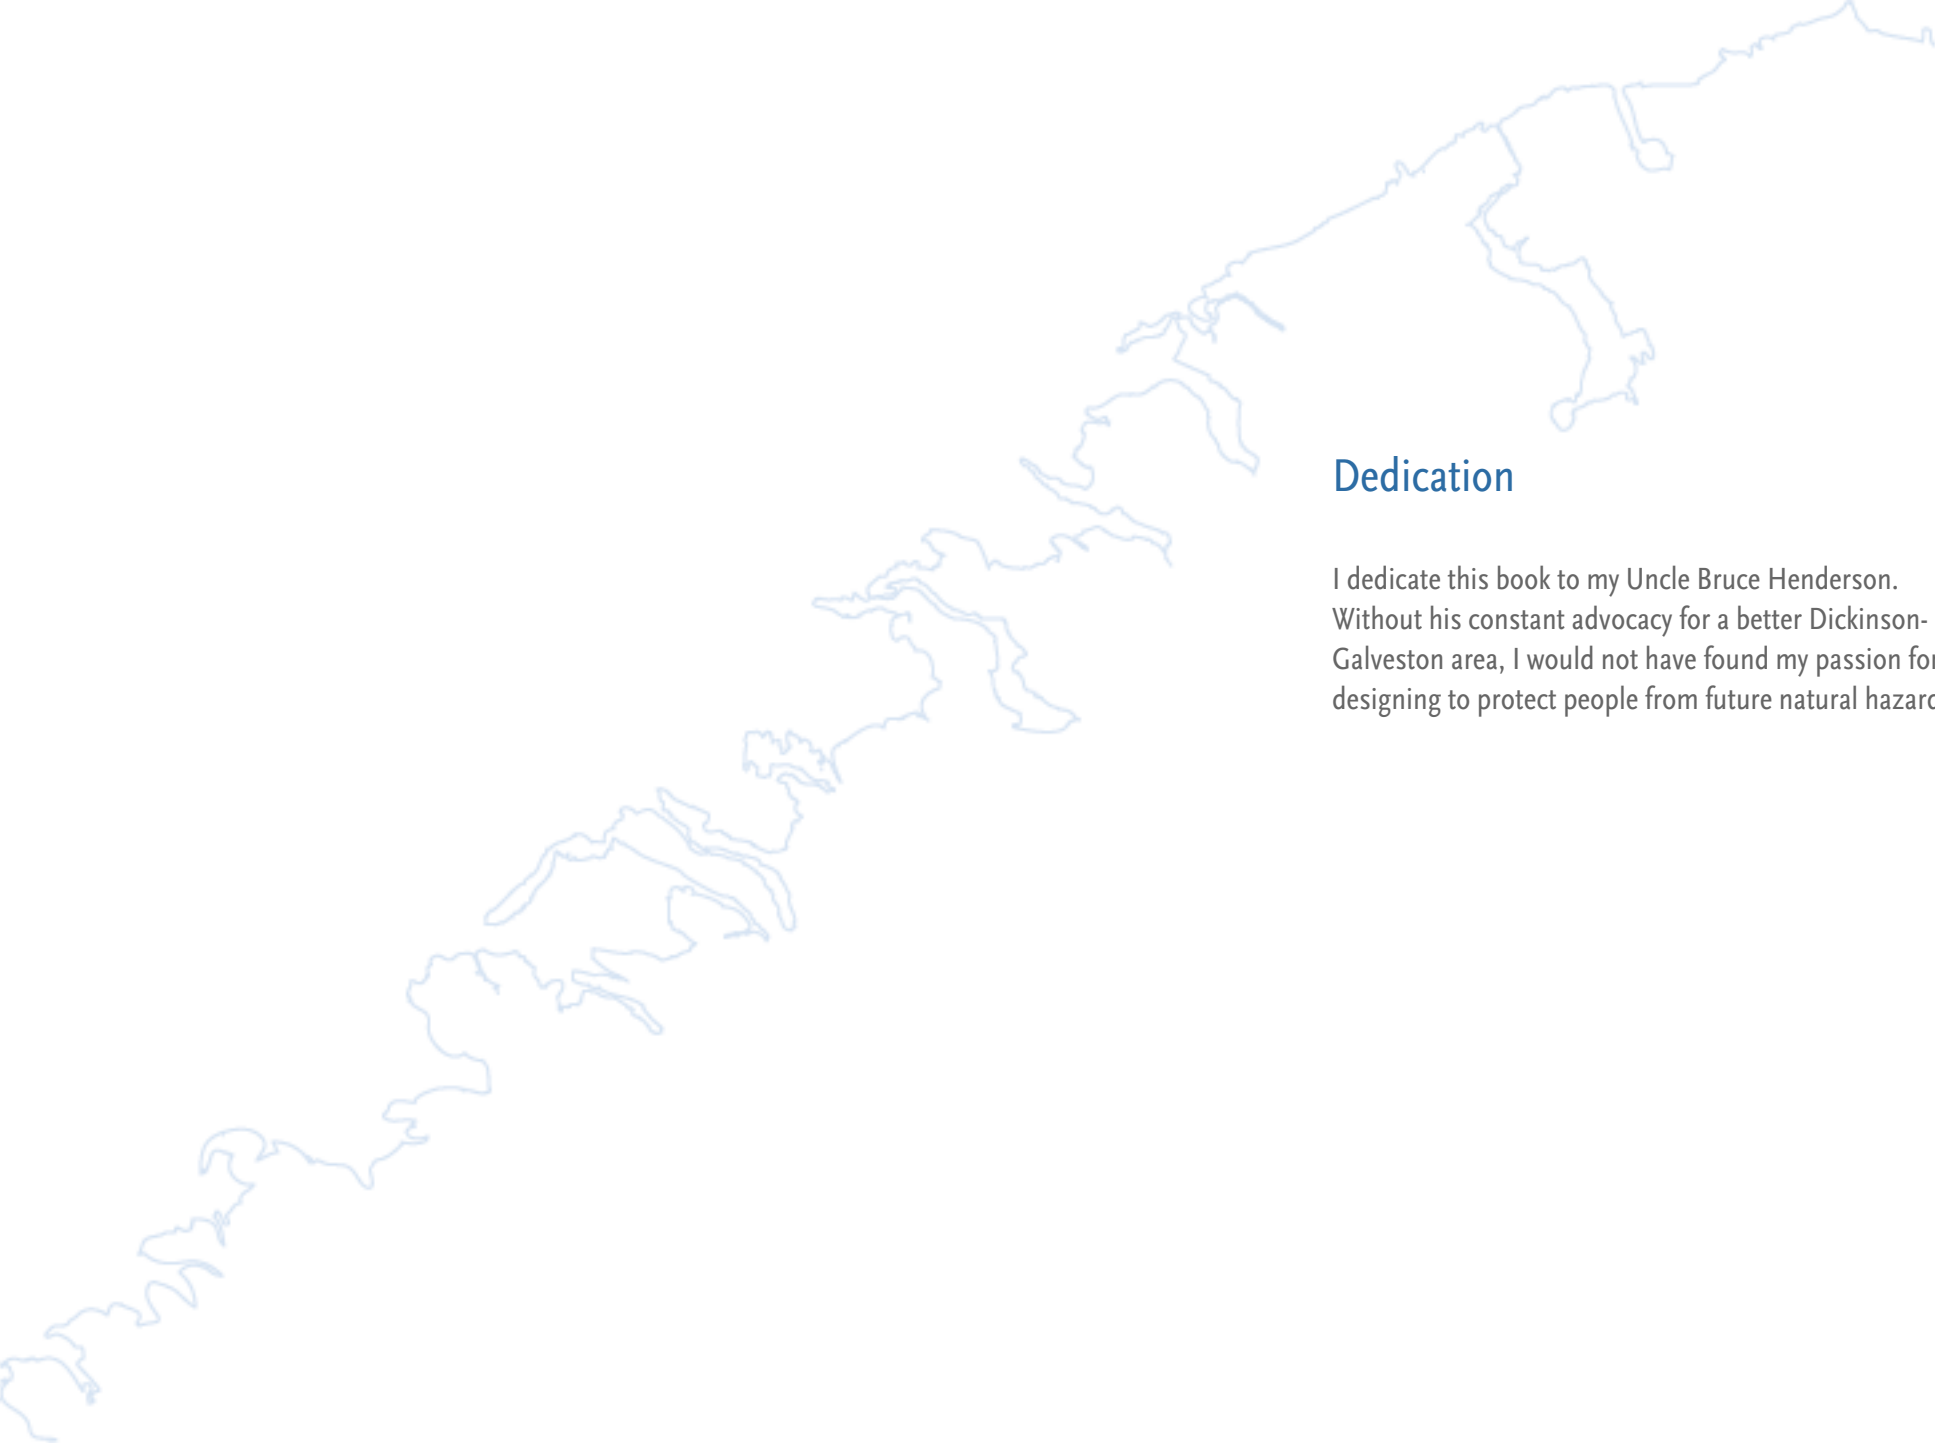 Dedication
I dedicate this book to my Uncle Bruce Henderson.
Without his constant advocacy for a better Dickinson-
Galveston area, I would not have found my passion for
designing to protect people from future natural